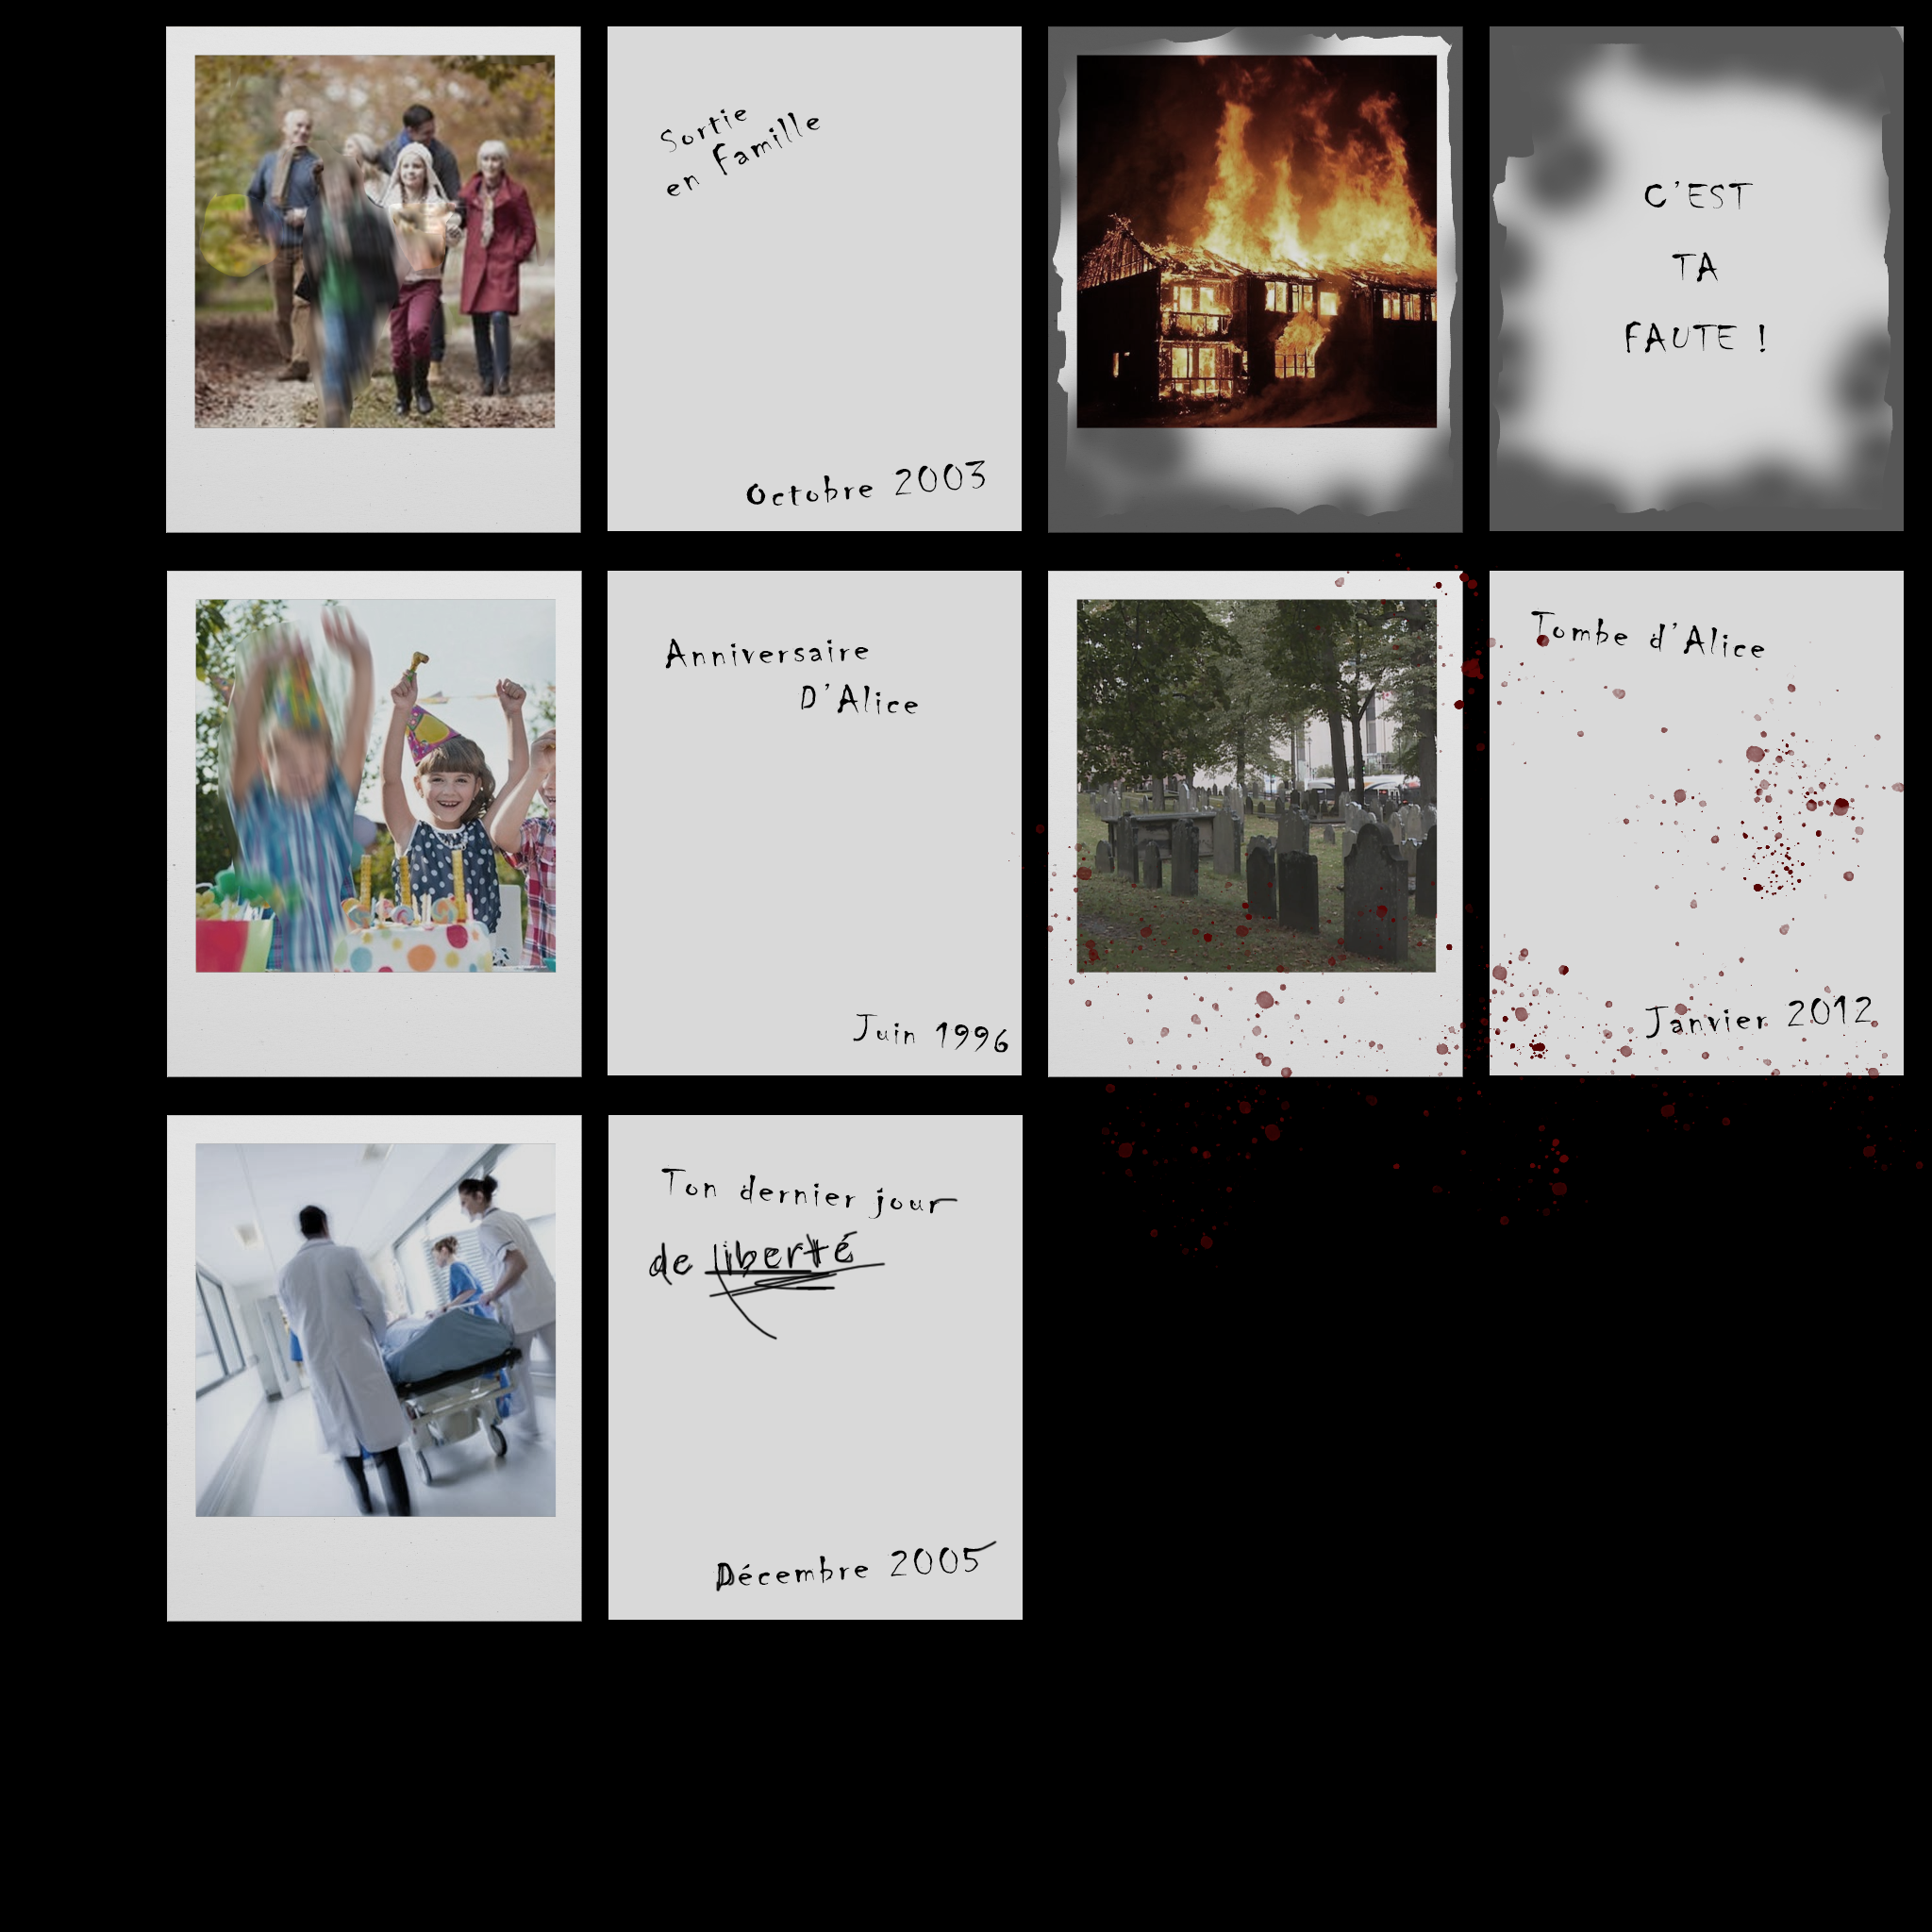 Sortie
en Famille
Octobre 2003
C'EST
TA
FAUTE !
Anniversaire
D'Alice
Juin 1996
Tombe d'Alice
Janvier 2012
Ton dernier jour
de liberté
Décembre 2005